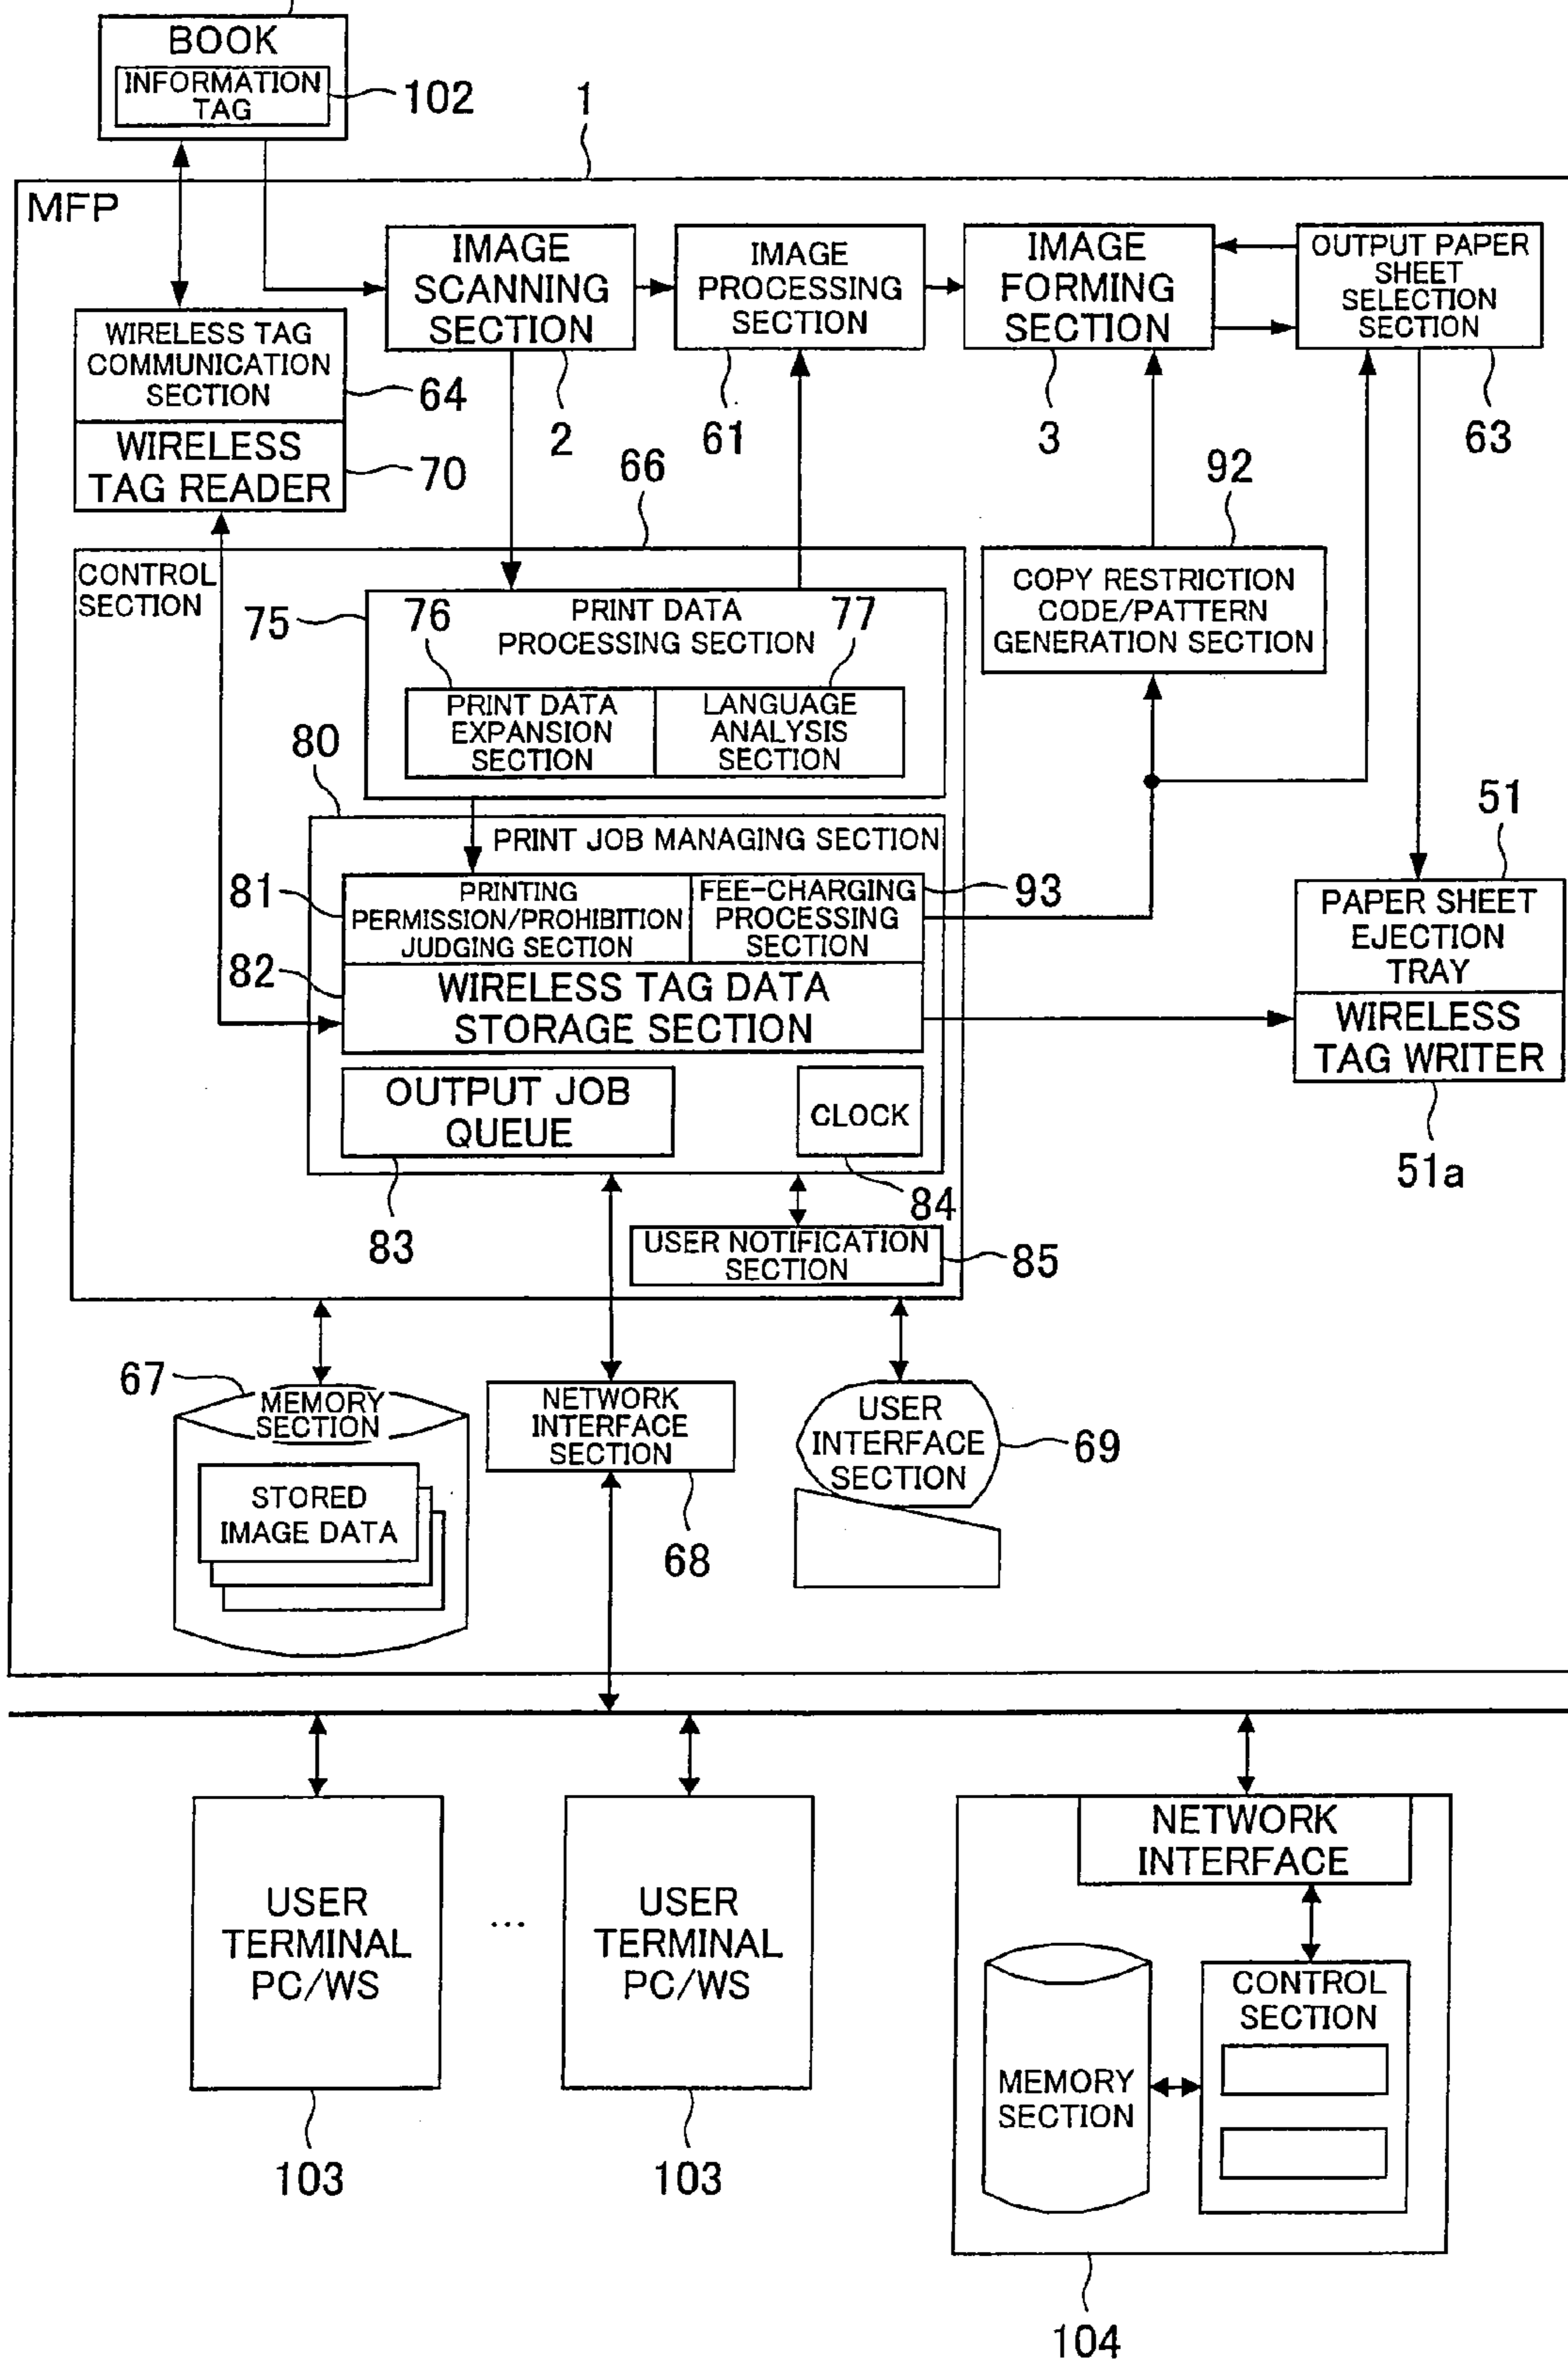 BOOK
INFORMATION
TAG
102
1
MFP
IMAGE
SCANNING
SECTION
2
IMAGE
PROCESSING
SECTION
61
IMAGE
FORMING
SECTION
3
OUTPUT PAPER
SHEET
SELECTION
SECTION
63
WIRELESS TAG
COMMUNICATION
SECTION
64
WIRELESS
TAG READER
70
66
92
CONTROL
SECTION
75
76
PRINT DATA
PROCESSING SECTION
77
PRINT DATA
EXPANSION
SECTION
LANGUAGE
ANALYSIS
SECTION
COPY RESTRICTION
CODE/PATTERN
GENERATION SECTION
80
PRINT JOB MANAGING SECTION
81
PRINTING
PERMISSION/PROHIBITION
JUDGING SECTION
FEE-CHARGING
PROCESSING
SECTION
93
82
WIRELESS TAG DATA
STORAGE SECTION
51
PAPER SHEET
EJECTION
TRAY
WIRELESS
TAG WRITER
51a
OUTPUT JOB
QUEUE
83
CLOCK
84
USER NOTIFICATION
SECTION
85
67
MEMORY
SECTION
STORED
IMAGE DATA
NETWORK
INTERFACE
SECTION
68
USER
INTERFACE
SECTION
69
USER
TERMINAL
PC/WS
103
...
USER
TERMINAL
PC/WS
103
NETWORK
INTERFACE
CONTROL
SECTION
MEMORY
SECTION
104